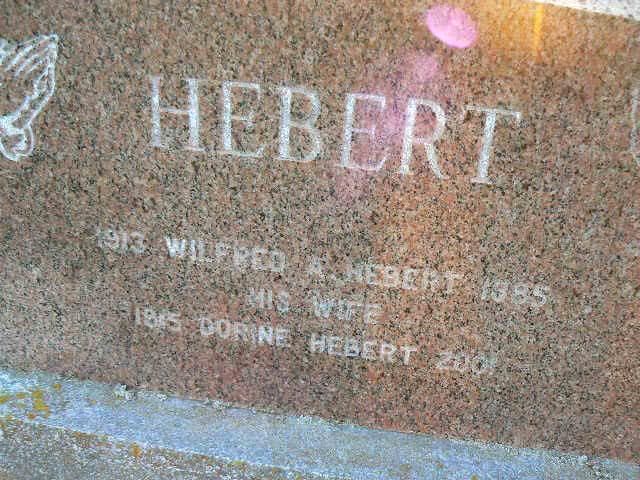 HEBERT
1913 WILFRED A. HEBERT 1985
HIS WIFE
1915 DORINE HEBERT 2001